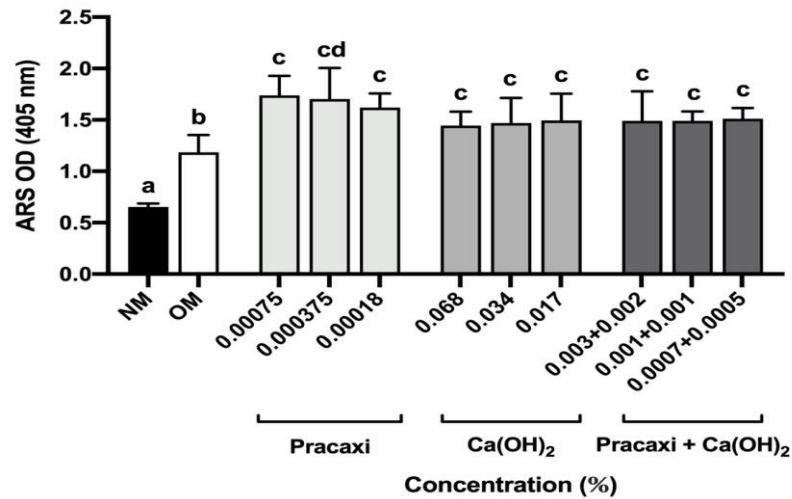 ARS OD (405 nm)
2.5
2.0
1.5
1.0
0.5
0.0
a
b
c
cd
c
c
c
c
c
c
c
NM
OM
0.00075
0.000375
0.00018
0.068
0.034
0.017
0.003+0.002
0.001+0.001
0.0007+0.0005
Pracaxi
Ca(OH)₂
Pracaxi + Ca(OH)₂
Concentration (%)